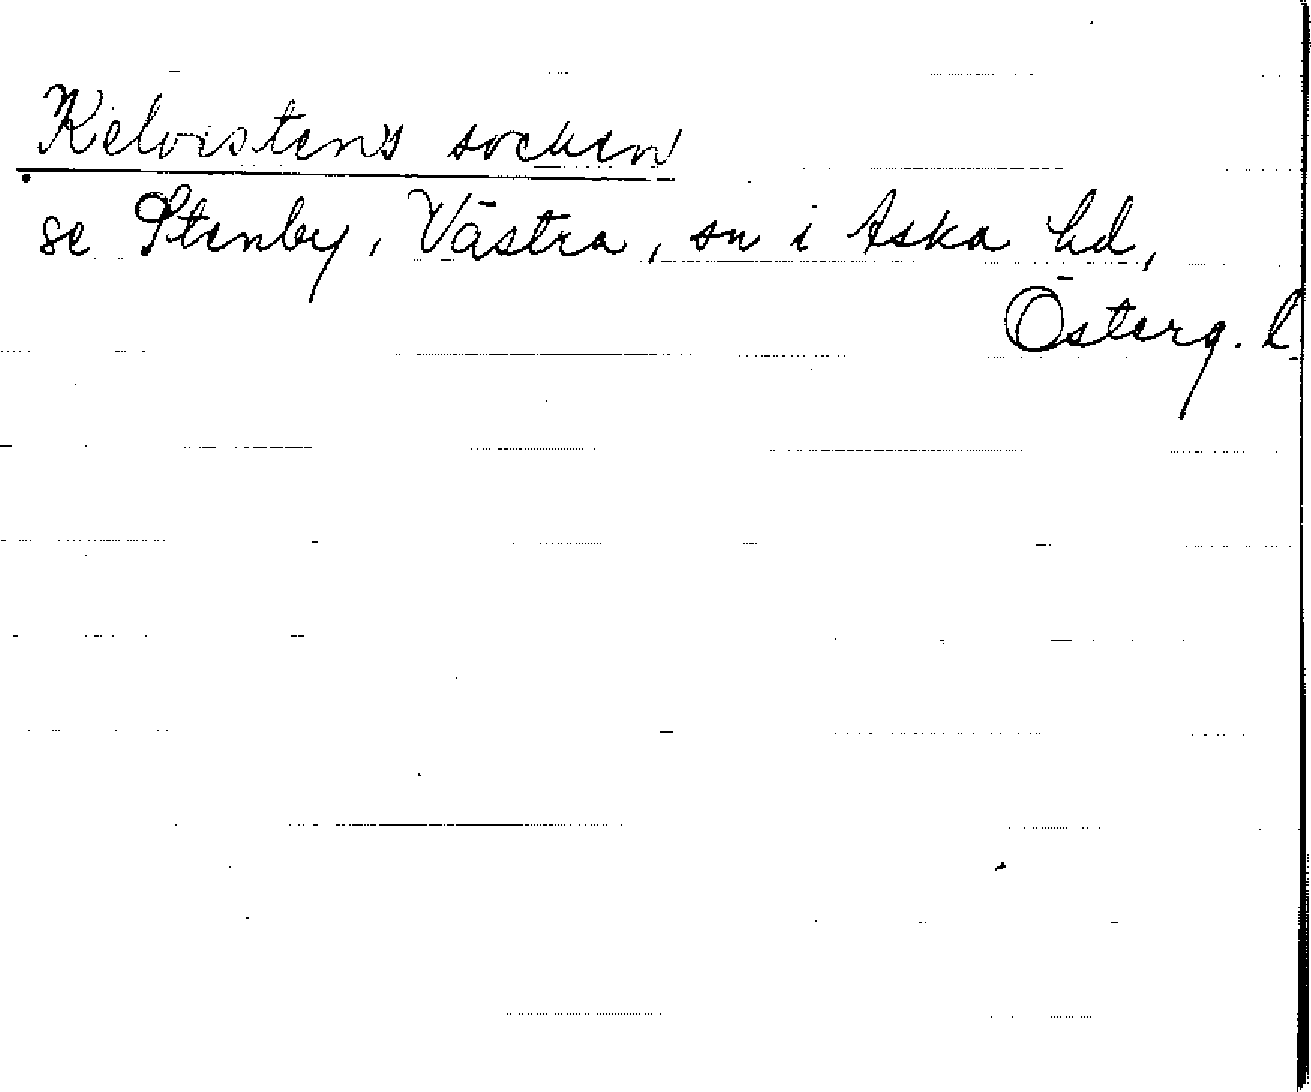 Kelvistens socken
se Stenby, Västra, sn i Aska hd,
Österg. l.